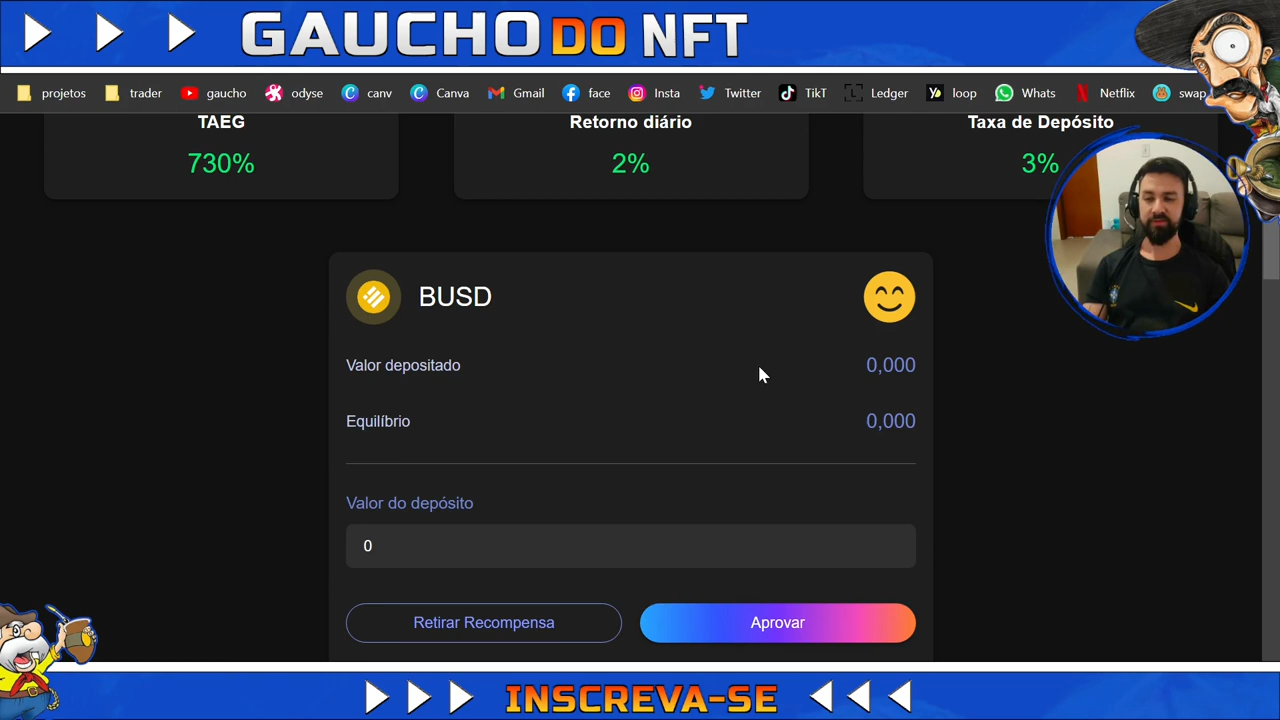 GAUCHO DO NFT
projetos trader gaucho odyse canv Canva Gmail face Insta Twitter TikT Ledger loop Whats Netflix swap
TAEG Retorno diário Taxa de Depósito
730% 2% 3%
BUSD
Valor depositado 0,000
Equilíbrio 0,000
Valor do depósito
0
Retirar Recompensa Aprovar
INSCREVA-SE